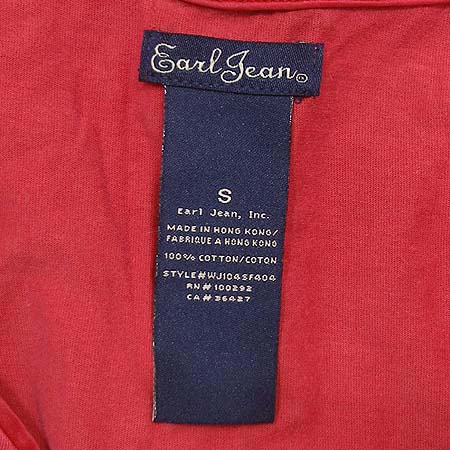 Earl Jean
S
Earl Jean, Inc.
MADE IN HONG KONG/
FABRIQUE A HONG KONG
100% COTTON/COTON
STYLE#WJ104SF404
RN# 100292
CA# 36427